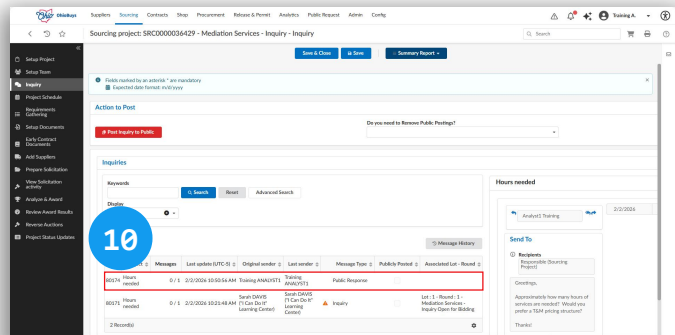 Ohio OhioBuys Suppliers Sourcing Contracts Shop Procurement Release & Permit Analytics Public Request Admin Config Training A.
Sourcing project: SRC0000036429 - Mediation Services - Inquiry - Inquiry Search
Save & Close Save Summary Report
Setup Project
Setup Team
Inquiry
Project Schedule
Requirements Gathering
Setup Documents
Early Contract Documents
Add Suppliers
Prepare Solicitation
View Solicitation activity
Analyze & Award
Review Award Results
Reverse Auctions
Project Status Updates
Fields marked by an asterisk * are mandatory
Expected date format: m/d/yyyy
Action to Post
Do you need to Remove Public Postings?
Post Inquiry to Public
Inquiries
Keywords
Search Reset Advanced Search
Display
10
Message History
Messages Last update (UTC-5) Original sender Last sender Message Type Publicly Posted Associated Lot - Round
80174 Hours needed 0 / 1 2/2/2026 10:50:56 AM Training ANALYST1 Training ANALYST1 Public Response
80171 Hours needed 0 / 1 2/2/2026 10:21:48 AM Sarah DAVIS ("I Can Do It" Learning Center) Sarah DAVIS ("I Can Do It" Learning Center) Inquiry Lot : 1 - Round : 1 - Mediation Services - Inquiry Open for Bidding
2 Record(s)
Hours needed
Analyst1 Training 2/2/2026
Send To
Recipients
Responsible (Sourcing Project)
Greetings,
Approximately how many hours of
services are needed? Would you
prefer a T&M pricing structure?
Thanks!